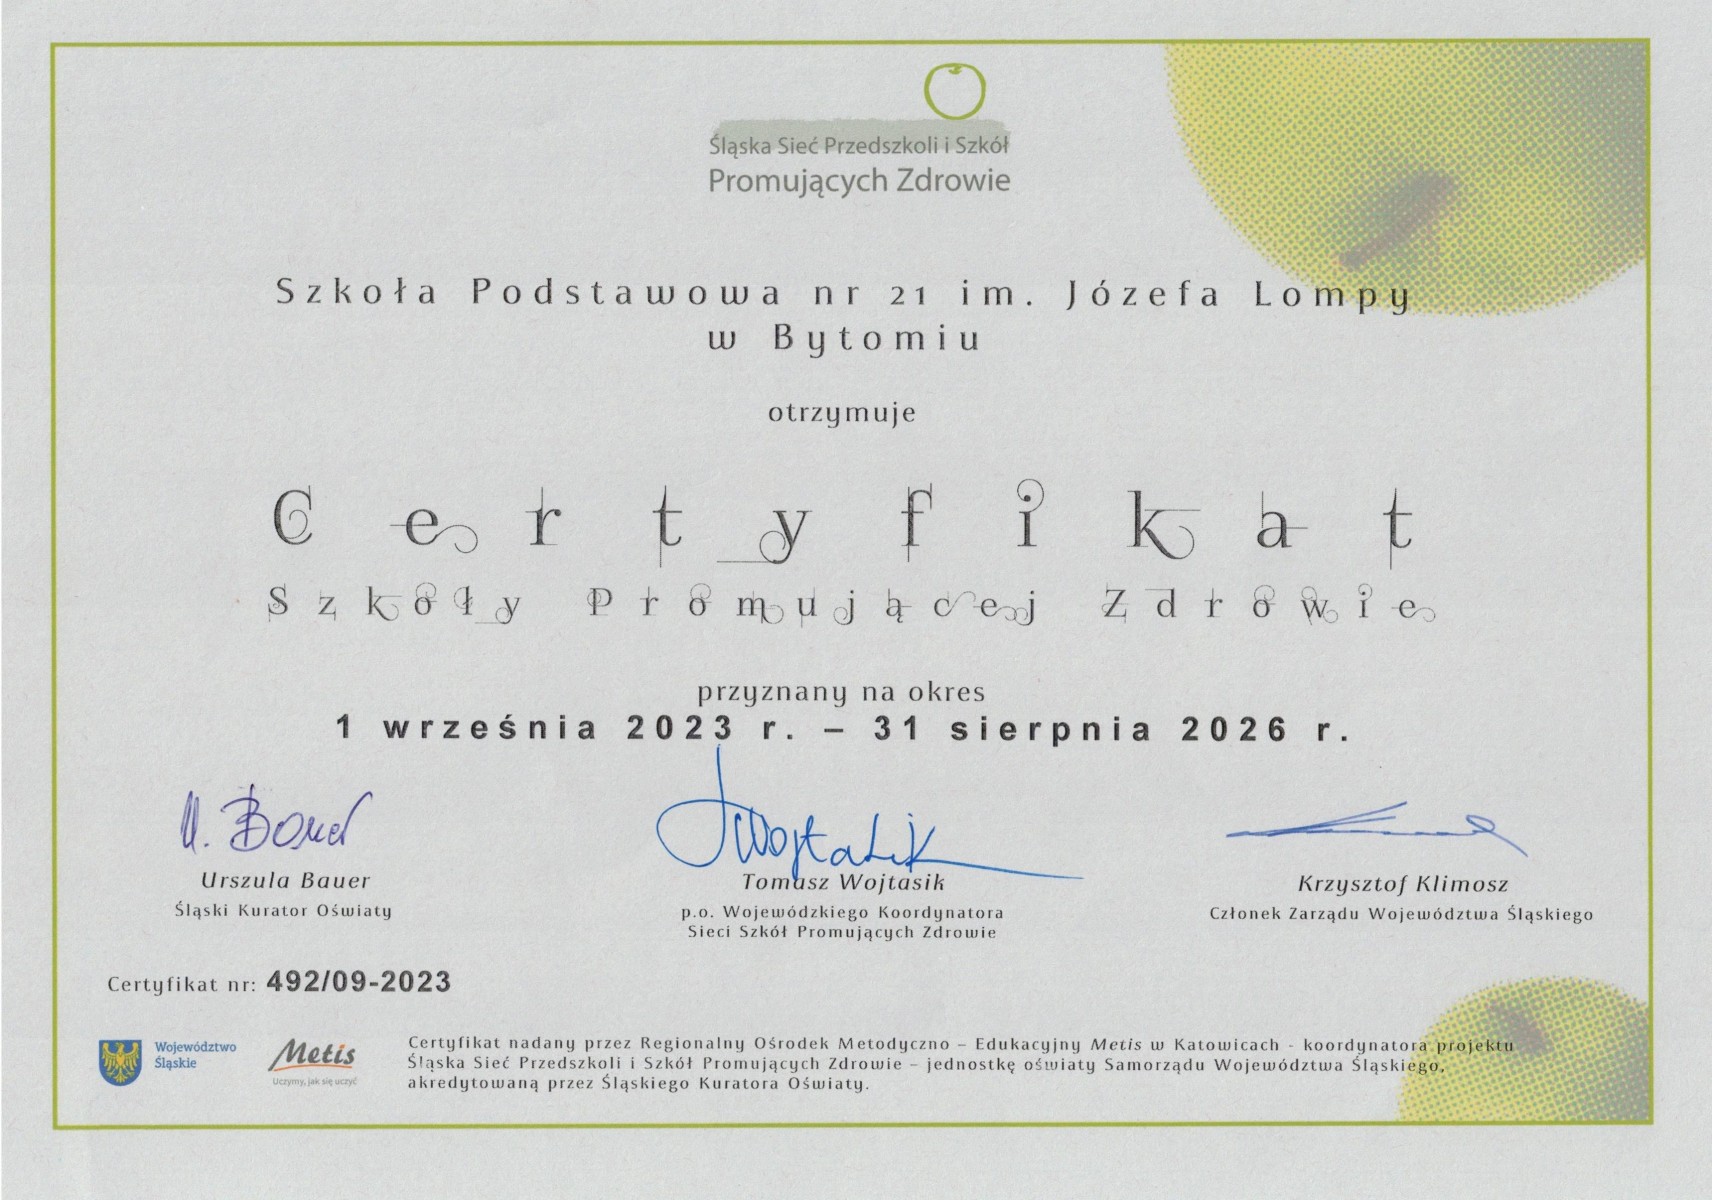 Śląska Sieć Przedszkoli i Szkół
Promujących Zdrowie
Szkoła Podstawowa nr 21 im. Józefa Lompy
w Bytomiu
otrzymuje
Certyfikat
Szkoły Promującej Zdrowie
przyznany na okres
1 września 2023 r. – 31 sierpnia 2026 r.
U. Bauer
TWojtasik
Urszula Bauer
Śląski Kurator Oświaty
Tomasz Wojtasik
p.o. Wojewódzkiego Koordynatora
Sieci Szkół Promujących Zdrowie
Krzysztof Klimosz
Członek Zarządu Województwa Śląskiego
Certyfikat nr: 492/09-2023
Województwo
Śląskie
Metis
Uczymy, jak się uczyć
Certyfikat nadany przez Regionalny Ośrodek Metodyczno – Edukacyjny Metis w Katowicach - koordynatora projektu
Śląska Sieć Przedszkoli i Szkół Promujących Zdrowie – jednostkę oświaty Samorządu Województwa Śląskiego,
akredytowaną przez Śląskiego Kuratora Oświaty.